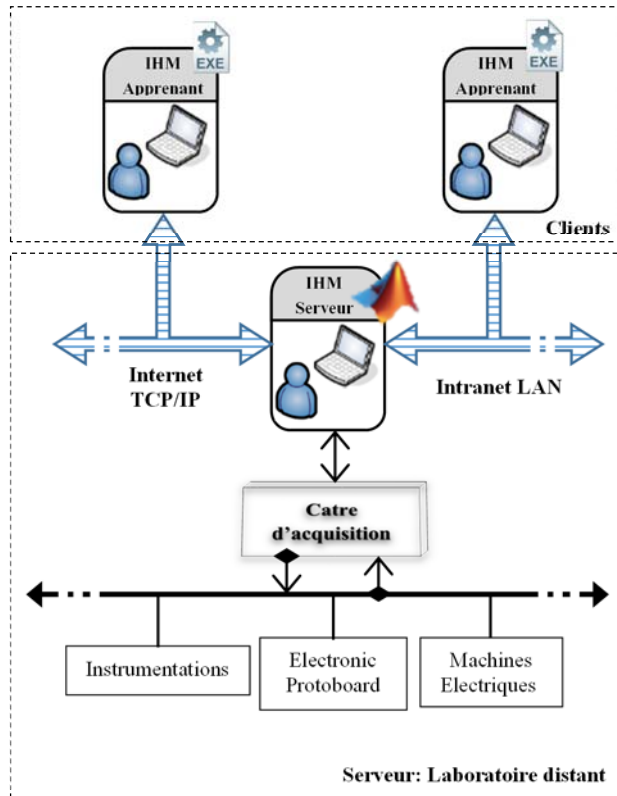 EXE
IHM
Apprenant
EXE
IHM
Apprenant
Clients
IHM
Serveur
Internet
TCP/IP
Intranet LAN
Catre
d'acquisition
Instrumentations
Electronic
Protoboard
Machines
Electriques
Serveur: Laboratoire distant